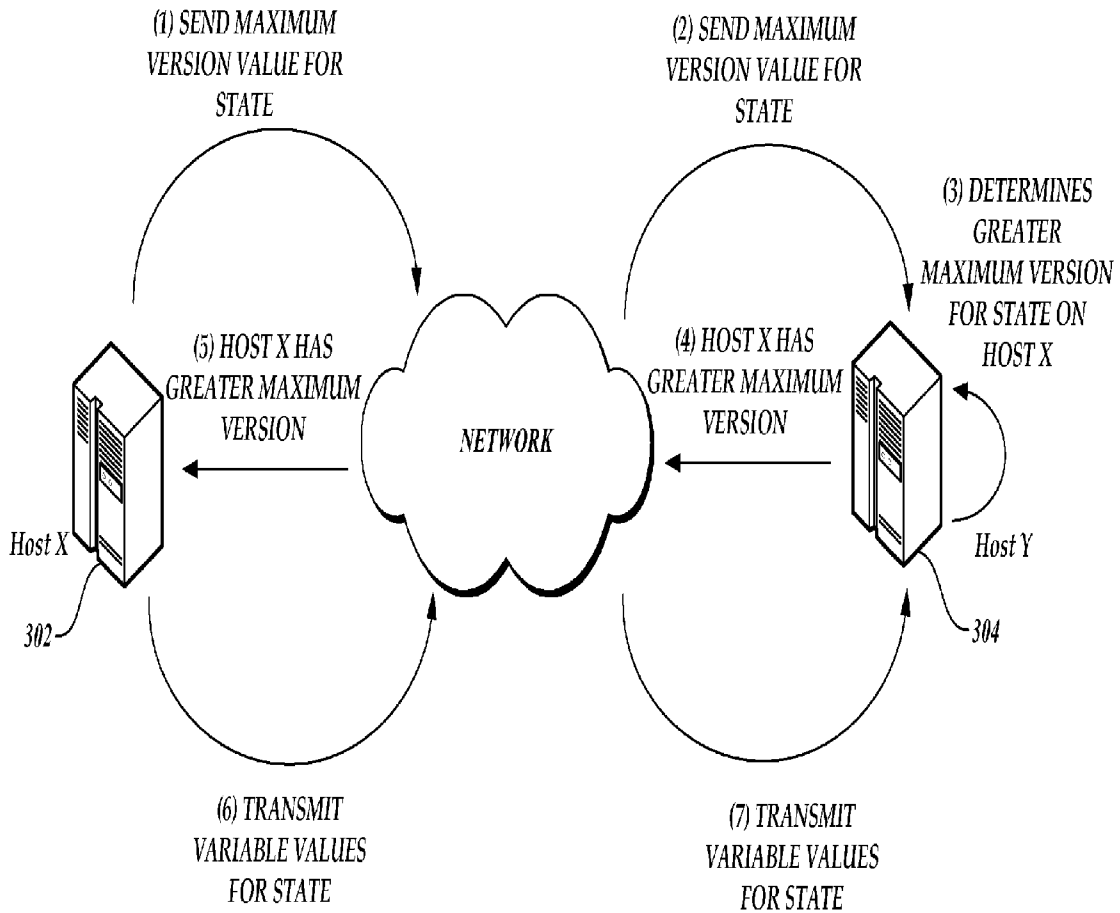 (1) SEND MAXIMUM
VERSION VALUE FOR
STATE
(2) SEND MAXIMUM
VERSION VALUE FOR
STATE
(3) DETERMINES
GREATER
MAXIMUM VERSION
FOR STATE ON
HOST X
(5) HOST X HAS
GREATER MAXIMUM
VERSION
(4) HOST X HAS
GREATER MAXIMUM
VERSION
NETWORK
Host X
Host Y
302
304
(6) TRANSMIT
VARIABLE VALUES
FOR STATE
(7) TRANSMIT
VARIABLE VALUES
FOR STATE